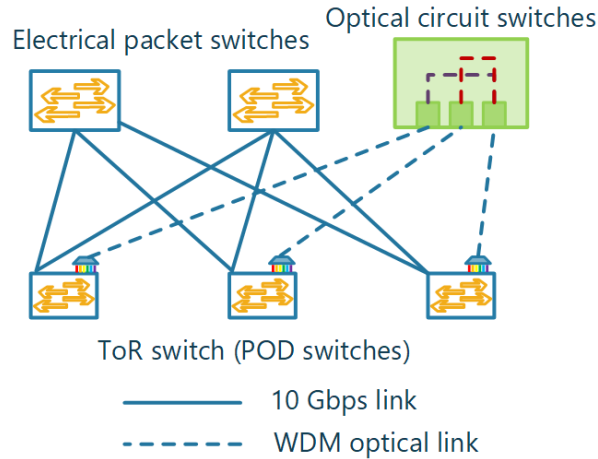 Electrical packet switches
Optical circuit switches
ToR switch (POD switches)
10 Gbps link
WDM optical link